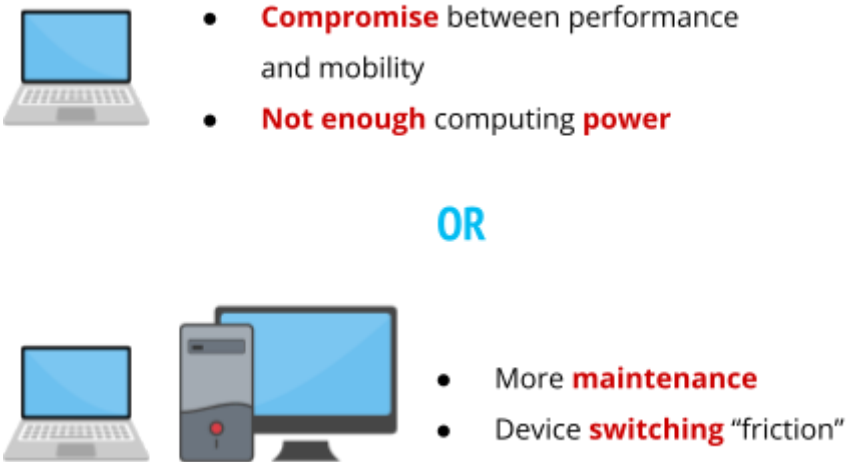 ● Compromise between performance
and mobility
● Not enough computing power
OR
● More maintenance
● Device switching “friction”